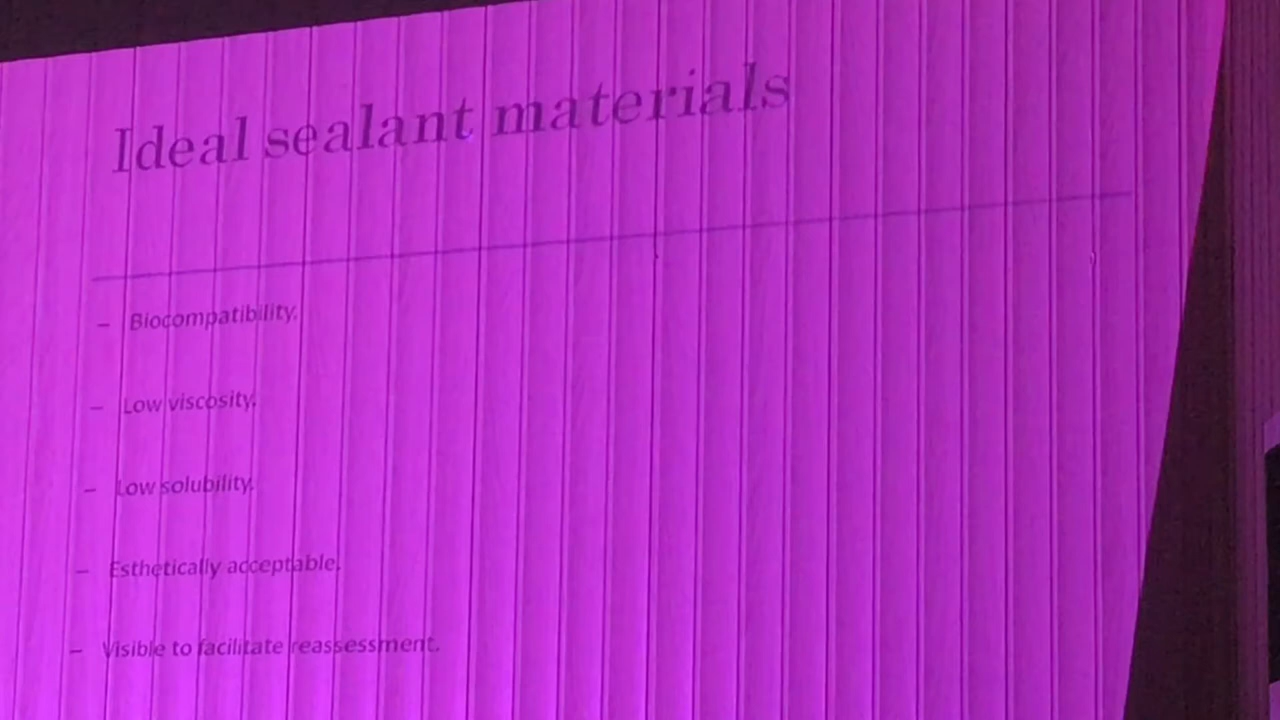 Ideal sealant materials
– Biocompatibility.
– Low viscosity.
– Low solubility.
– Esthetically acceptable.
– Visible to facilitate reassessment.